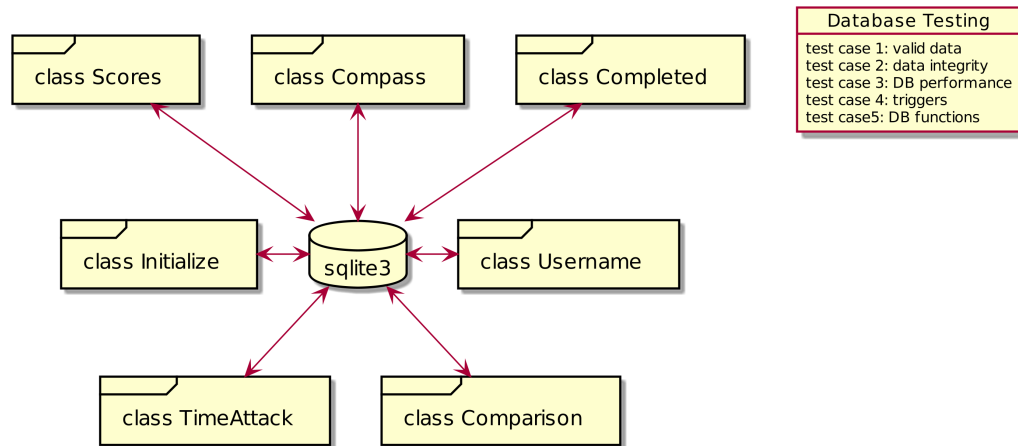 class Scores
class Compass
class Completed
Database Testing
test case 1: valid data
test case 2: data integrity
test case 3: DB performance
test case 4: triggers
test case5: DB functions
class Initialize
sqlite3
class Username
class TimeAttack
class Comparison